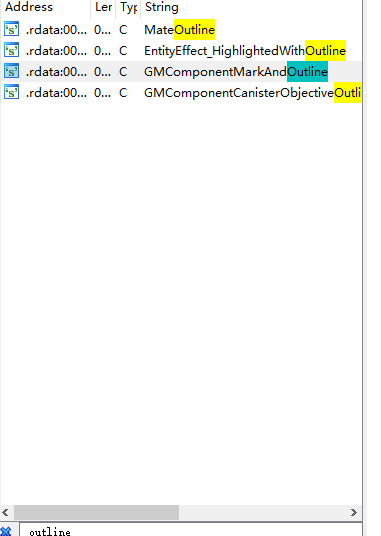 Address Ler Typ String
's' .rdata:00... 0... C MateOutline
's' .rdata:00... 0... C EntityEffect_HighlightedWithOutline
's' .rdata:00... 0... C GMComponentMarkAndOutline
's' .rdata:00... 0... C GMComponentCanisterObjectiveOutli
outline